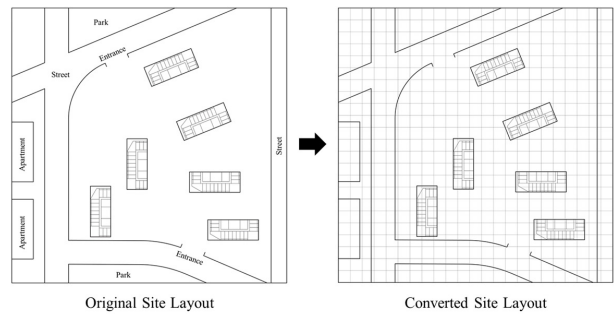 Park
Entrance
Street
Street
Apartment
Apartment
Entrance
Park
Original Site Layout
Converted Site Layout